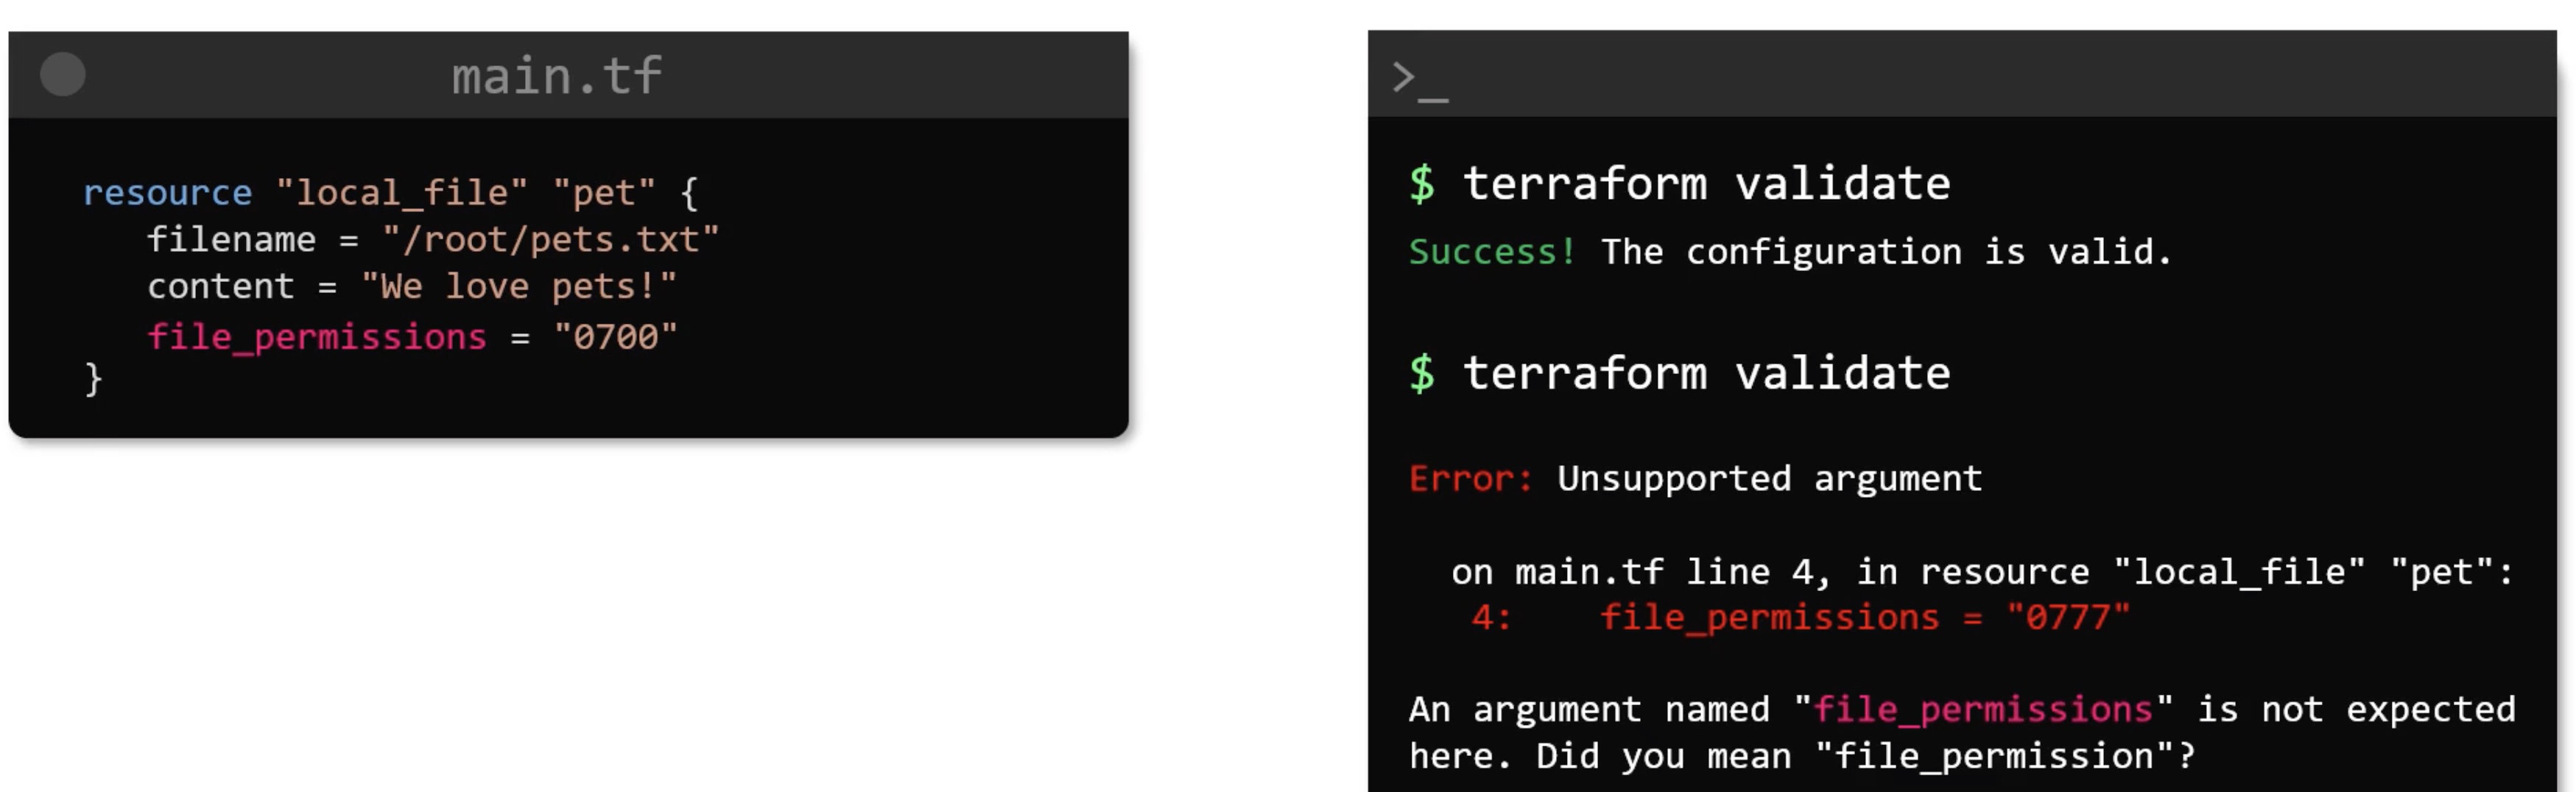 main.tf
resource "local_file" "pet" {
filename = "/root/pets.txt"
content = "We love pets!"
file_permissions = "0700"
}
>_
$ terraform validate
Success! The configuration is valid.
$ terraform validate
Error: Unsupported argument
on main.tf line 4, in resource "local_file" "pet":
4: file_permissions = "0777"
An argument named "file_permissions" is not expected
here. Did you mean "file_permission"?